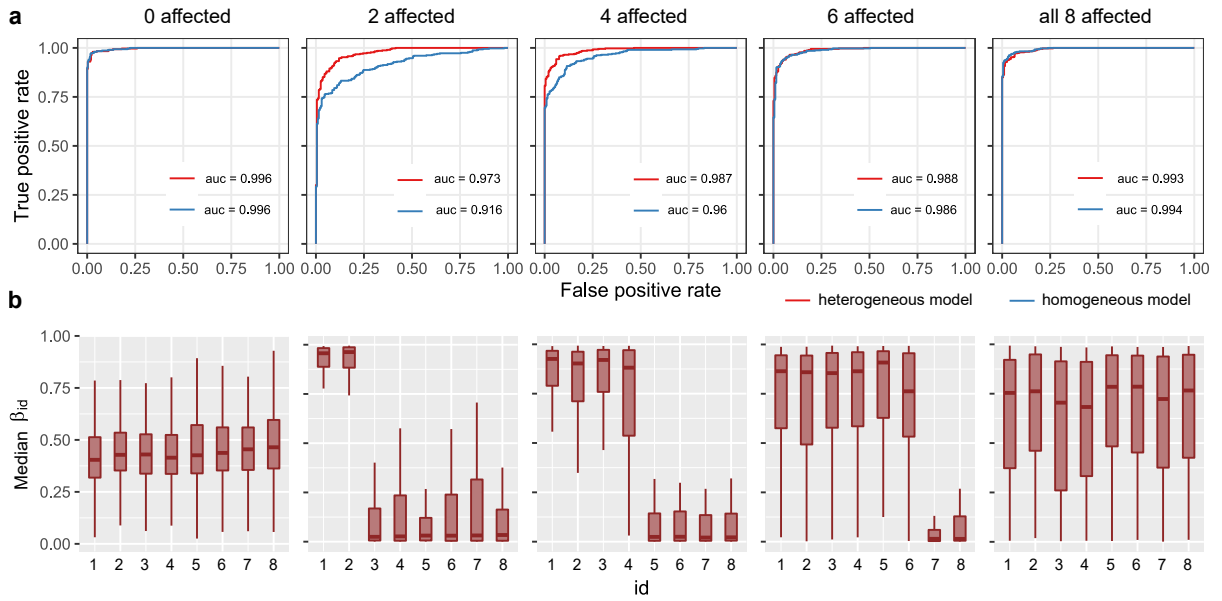 a
0 affected 2 affected 4 affected 6 affected all 8 affected
True positive rate
1.00
0.75
0.50
0.25
0.00
auc = 0.996 auc = 0.973 auc = 0.987 auc = 0.988 auc = 0.993
auc = 0.996 auc = 0.916 auc = 0.96 auc = 0.986 auc = 0.994
0.00 0.25 0.50 0.75 1.00 0.00 0.25 0.50 0.75 1.00 0.00 0.25 0.50 0.75 1.00 0.00 0.25 0.50 0.75 1.00 0.00 0.25 0.50 0.75 1.00
False positive rate
heterogeneous model homogeneous model
b
Median βid
1.00
0.75
0.50
0.25
0.00
1 2 3 4 5 6 7 8 1 2 3 4 5 6 7 8 1 2 3 4 5 6 7 8 1 2 3 4 5 6 7 8 1 2 3 4 5 6 7 8
id